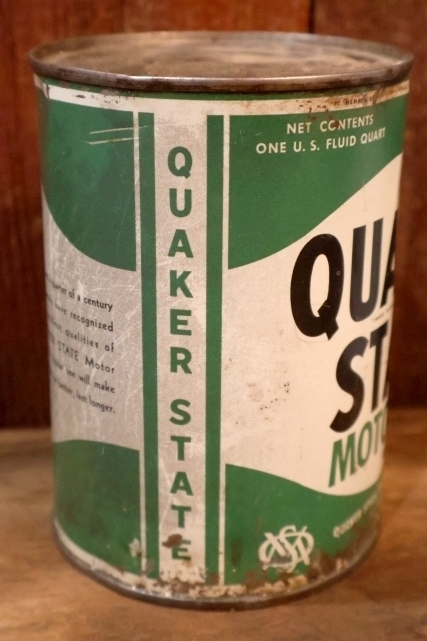 of a century
recognized
qualities of
STATE Motor
will make
last longer.
QUAKER STATE
NET CONTENTS
ONE U. S. FLUID QUART
QUA
STA
MOTO